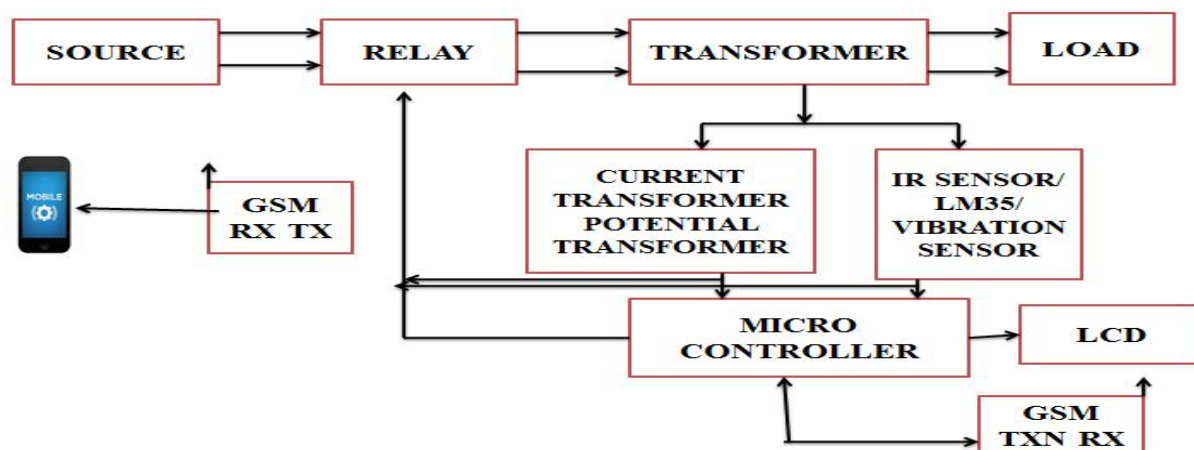 SOURCE
RELAY
TRANSFORMER
LOAD
MOBILE
GSM
RX TX
CURRENT
TRANSFORMER
POTENTIAL
TRANSFORMER
IR SENSOR/
LM35/
VIBRATION
SENSOR
MICRO
CONTROLLER
LCD
GSM
TXN RX